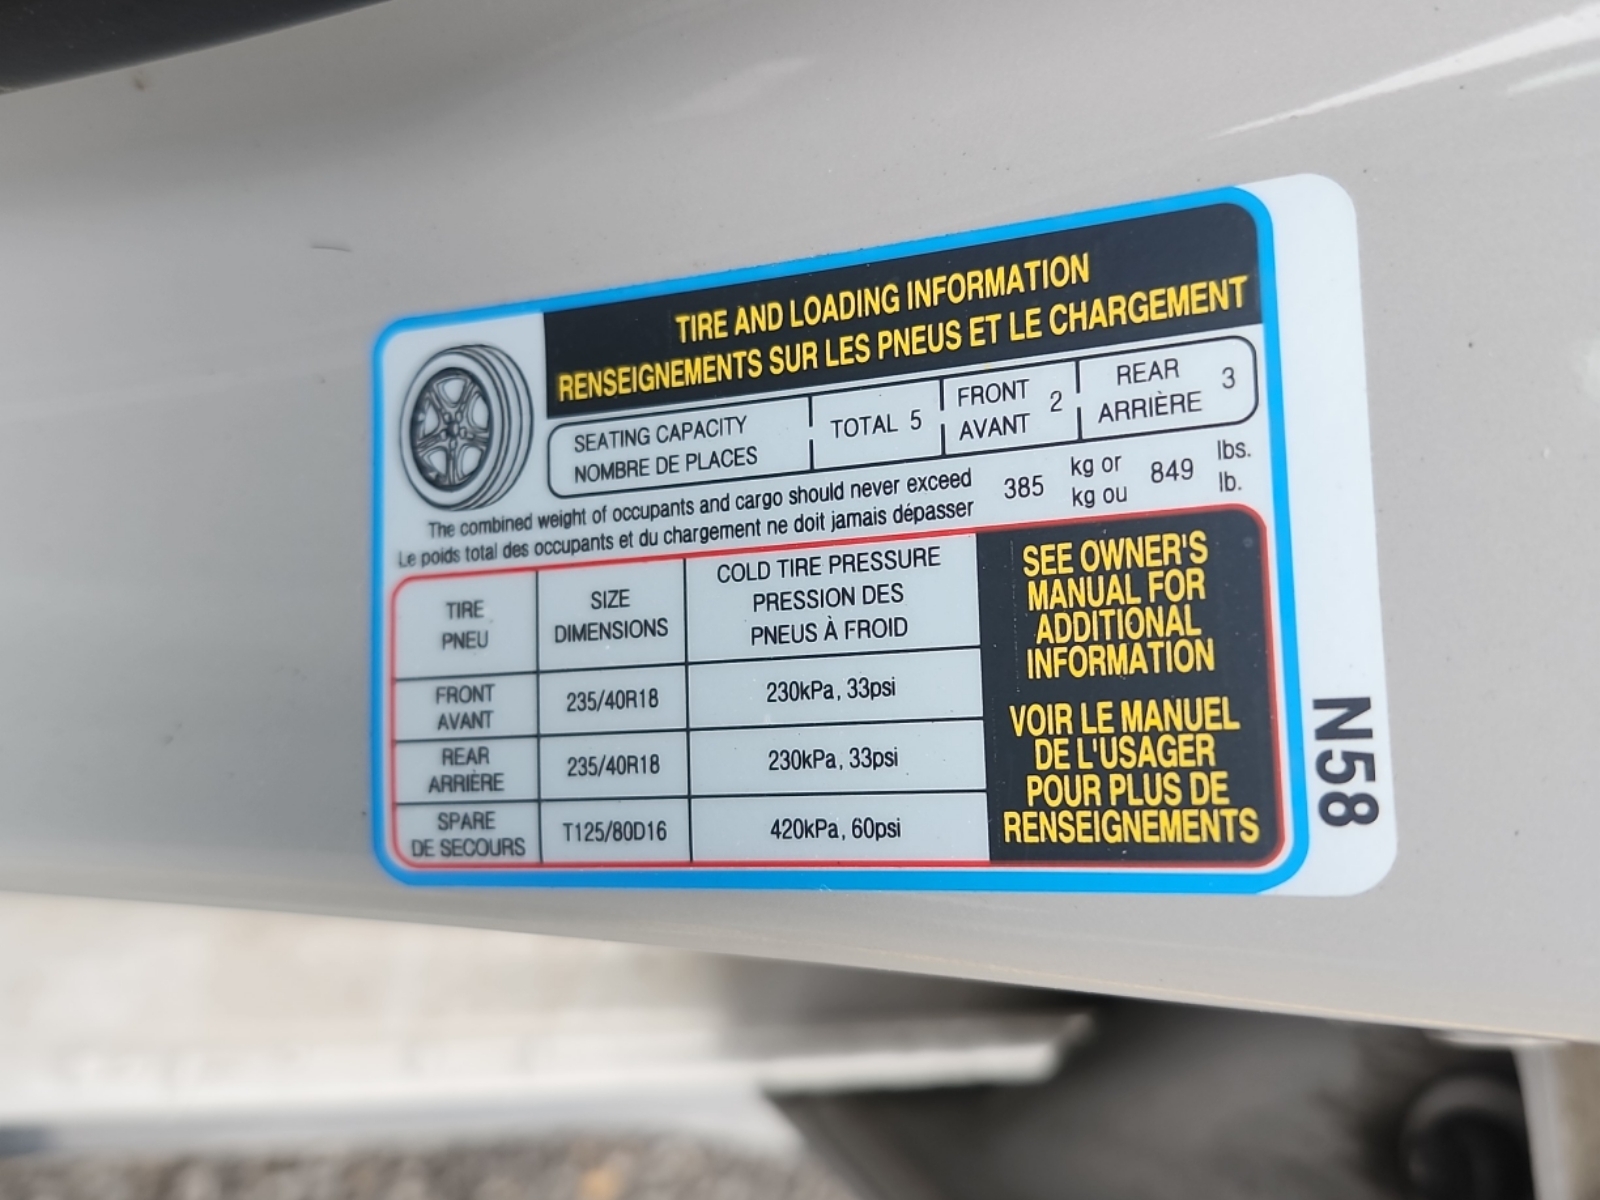 TIRE AND LOADING INFORMATION
RENSEIGNEMENTS SUR LES PNEUS ET LE CHARGEMENT
SEATING CAPACITY
NOMBRE DE PLACES
TOTAL 5
FRONT
AVANT
2
REAR
ARRIÈRE
3
The combined weight of occupants and cargo should never exceed
Le poids total des occupants et du chargement ne doit jamais dépasser
385
kg or
kg ou
849
lbs.
lb.
TIRE
PNEU
SIZE
DIMENSIONS
COLD TIRE PRESSURE
PRESSION DES
PNEUS À FROID
FRONT
AVANT
235/40R18
230kPa, 33psi
REAR
ARRIÈRE
235/40R18
230kPa, 33psi
SPARE
DE SECOURS
T125/80D16
420kPa, 60psi
SEE OWNER'S
MANUAL FOR
ADDITIONAL
INFORMATION
VOIR LE MANUEL
DE L'USAGER
POUR PLUS DE
RENSEIGNEMENTS
N58